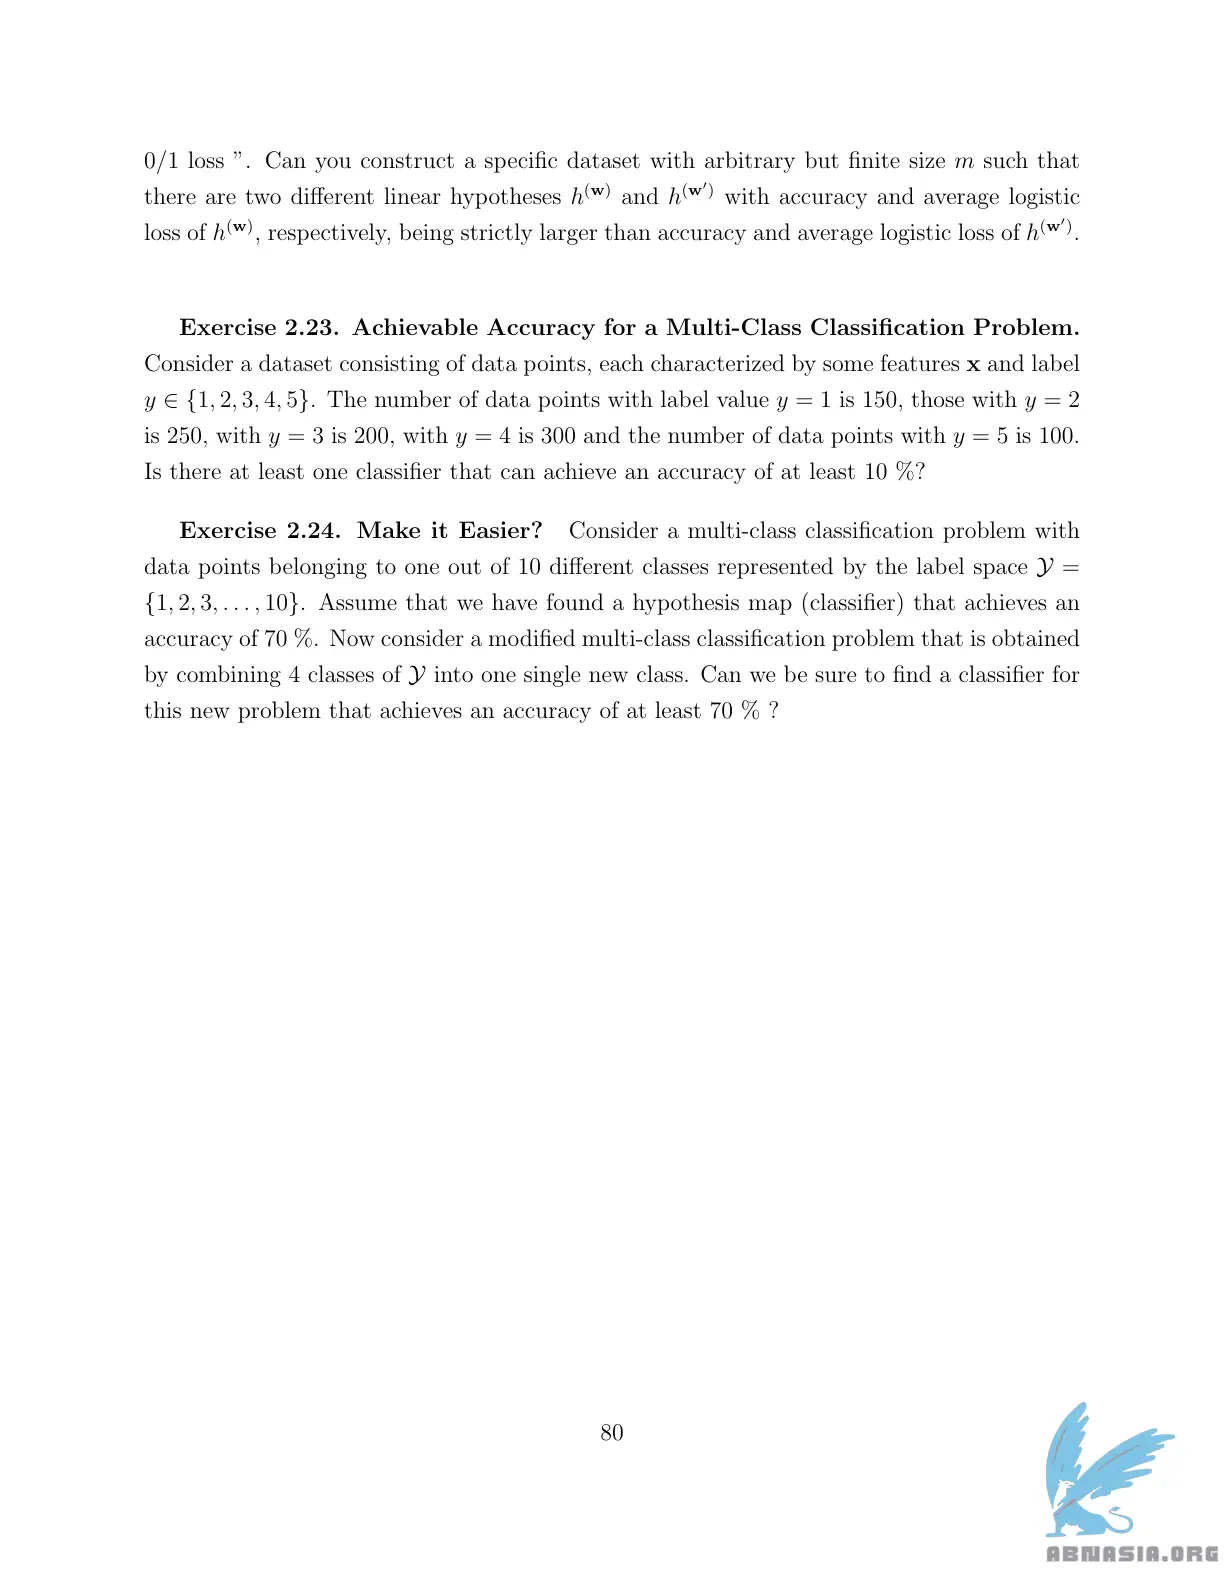 0/1 loss ”. Can you construct a specific dataset with arbitrary but finite size m such that
there are two different linear hypotheses h^(w) and h^(w′) with accuracy and average logistic
loss of h^(w), respectively, being strictly larger than accuracy and average logistic loss of h^(w′).
Exercise 2.23. Achievable Accuracy for a Multi-Class Classification Problem.
Consider a dataset consisting of data points, each characterized by some features x and label
y ∈ {1, 2, 3, 4, 5}. The number of data points with label value y = 1 is 150, those with y = 2
is 250, with y = 3 is 200, with y = 4 is 300 and the number of data points with y = 5 is 100.
Is there at least one classifier that can achieve an accuracy of at least 10 %?
Exercise 2.24. Make it Easier? Consider a multi-class classification problem with
data points belonging to one out of 10 different classes represented by the label space 𝒴 =
{1, 2, 3, . . . , 10}. Assume that we have found a hypothesis map (classifier) that achieves an
accuracy of 70 %. Now consider a modified multi-class classification problem that is obtained
by combining 4 classes of 𝒴 into one single new class. Can we be sure to find a classifier for
this new problem that achieves an accuracy of at least 70 % ?
80
ABNASIA.ORG